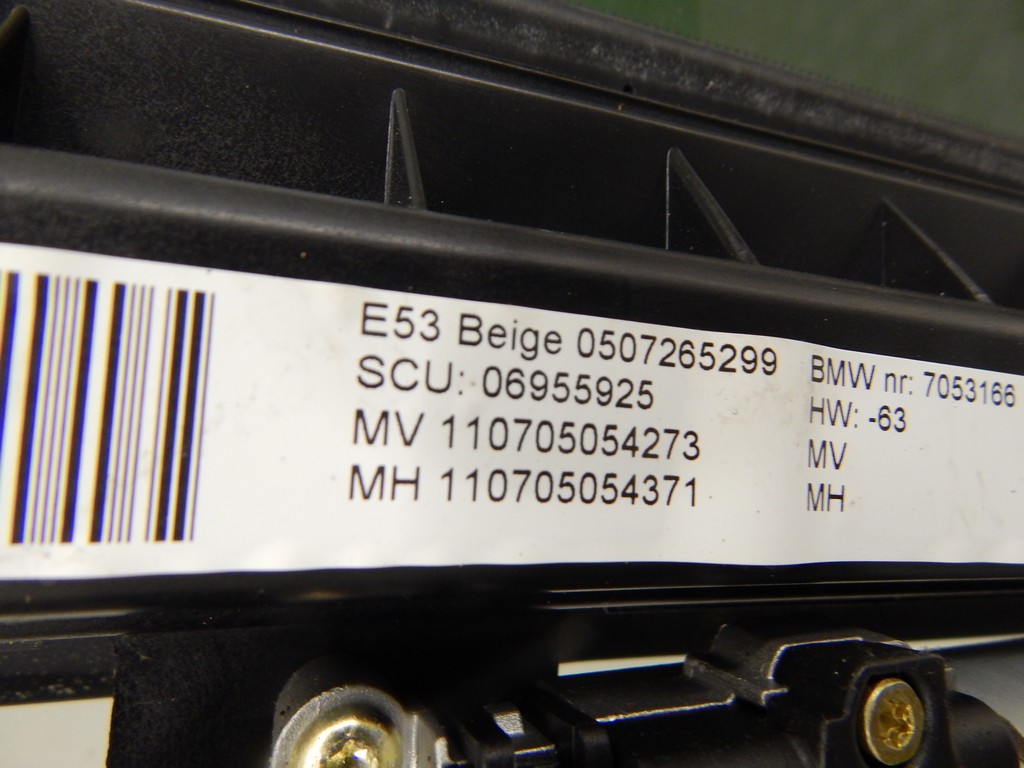 E53 Beige 0507265299
SCU: 06955925
MV 110705054273
MH 110705054371
BMW nr: 7053166
HW: -63
MV
MH